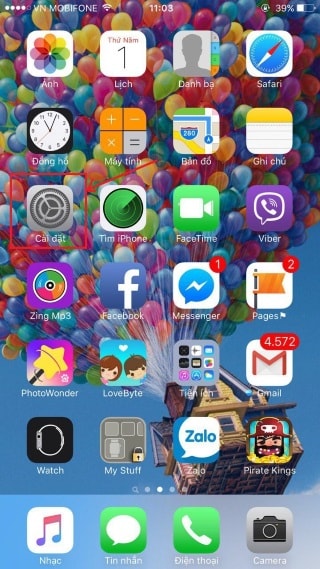 ●●●●○ VN MOBIFONE 11:03 39%
Thứ Năm
1
Ảnh Lịch Danh bạ Safari
280
Đồng hồ Máy tính Bản đồ Ghi chú
Cài đặt Tìm iPhone FaceTime Viber
1 2
Zing Mp3 Facebook Messenger Pages
4.572
PhotoWonder LoveByte Tiện ích Gmail
Zalo
Watch My Stuff Zalo Pirate Kings
Nhạc Tin nhắn Điện thoại Camera